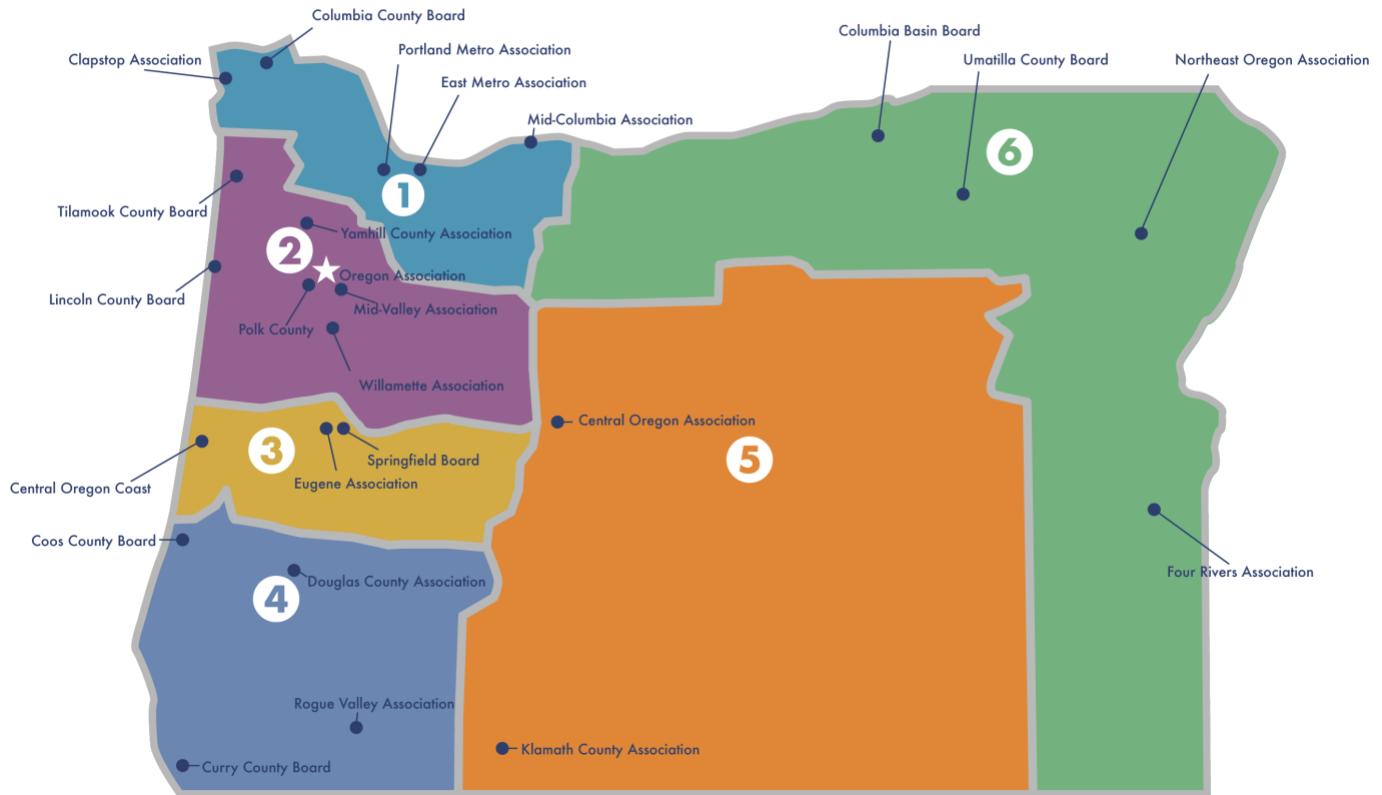 Columbia County Board
Clapstop Association
Portland Metro Association
East Metro Association
Mid-Columbia Association
Columbia Basin Board
Umatilla County Board
Northeast Oregon Association
1
6
Tilamook County Board
2
Yamhill County Association
Oregon Association
Lincoln County Board
Mid-Valley Association
Polk County
Willamette Association
Central Oregon Association
3
5
Springfield Board
Eugene Association
Central Oregon Coast
Coos County Board
Douglas County Association
4
Four Rivers Association
Rogue Valley Association
Klamath County Association
Curry County Board